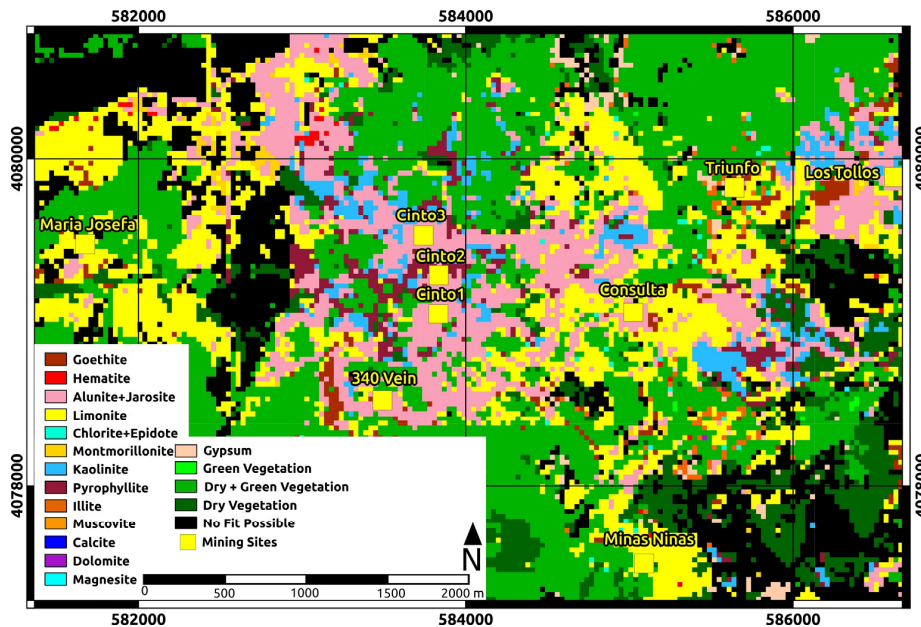 582000 584000 586000
4080000 4080000
Triunfo
Los Tollos
Cinto3
Maria Josefa
Cinto2
Cinto1
Consulta
340 Vein
Goethite
Hematite
Alunite+Jarosite
Limonite
Chlorite+Epidote
Montmorillonite
Kaolinite
Pyrophyllite
Illite
Muscovite
Calcite
Dolomite
Magnesite
Gypsum
Green Vegetation
Dry + Green Vegetation
Dry Vegetation
No Fit Possible
Mining Sites
4078000 4078000
Minas Ninas
N
0 500 1000 1500 2000 m
582000 584000 586000